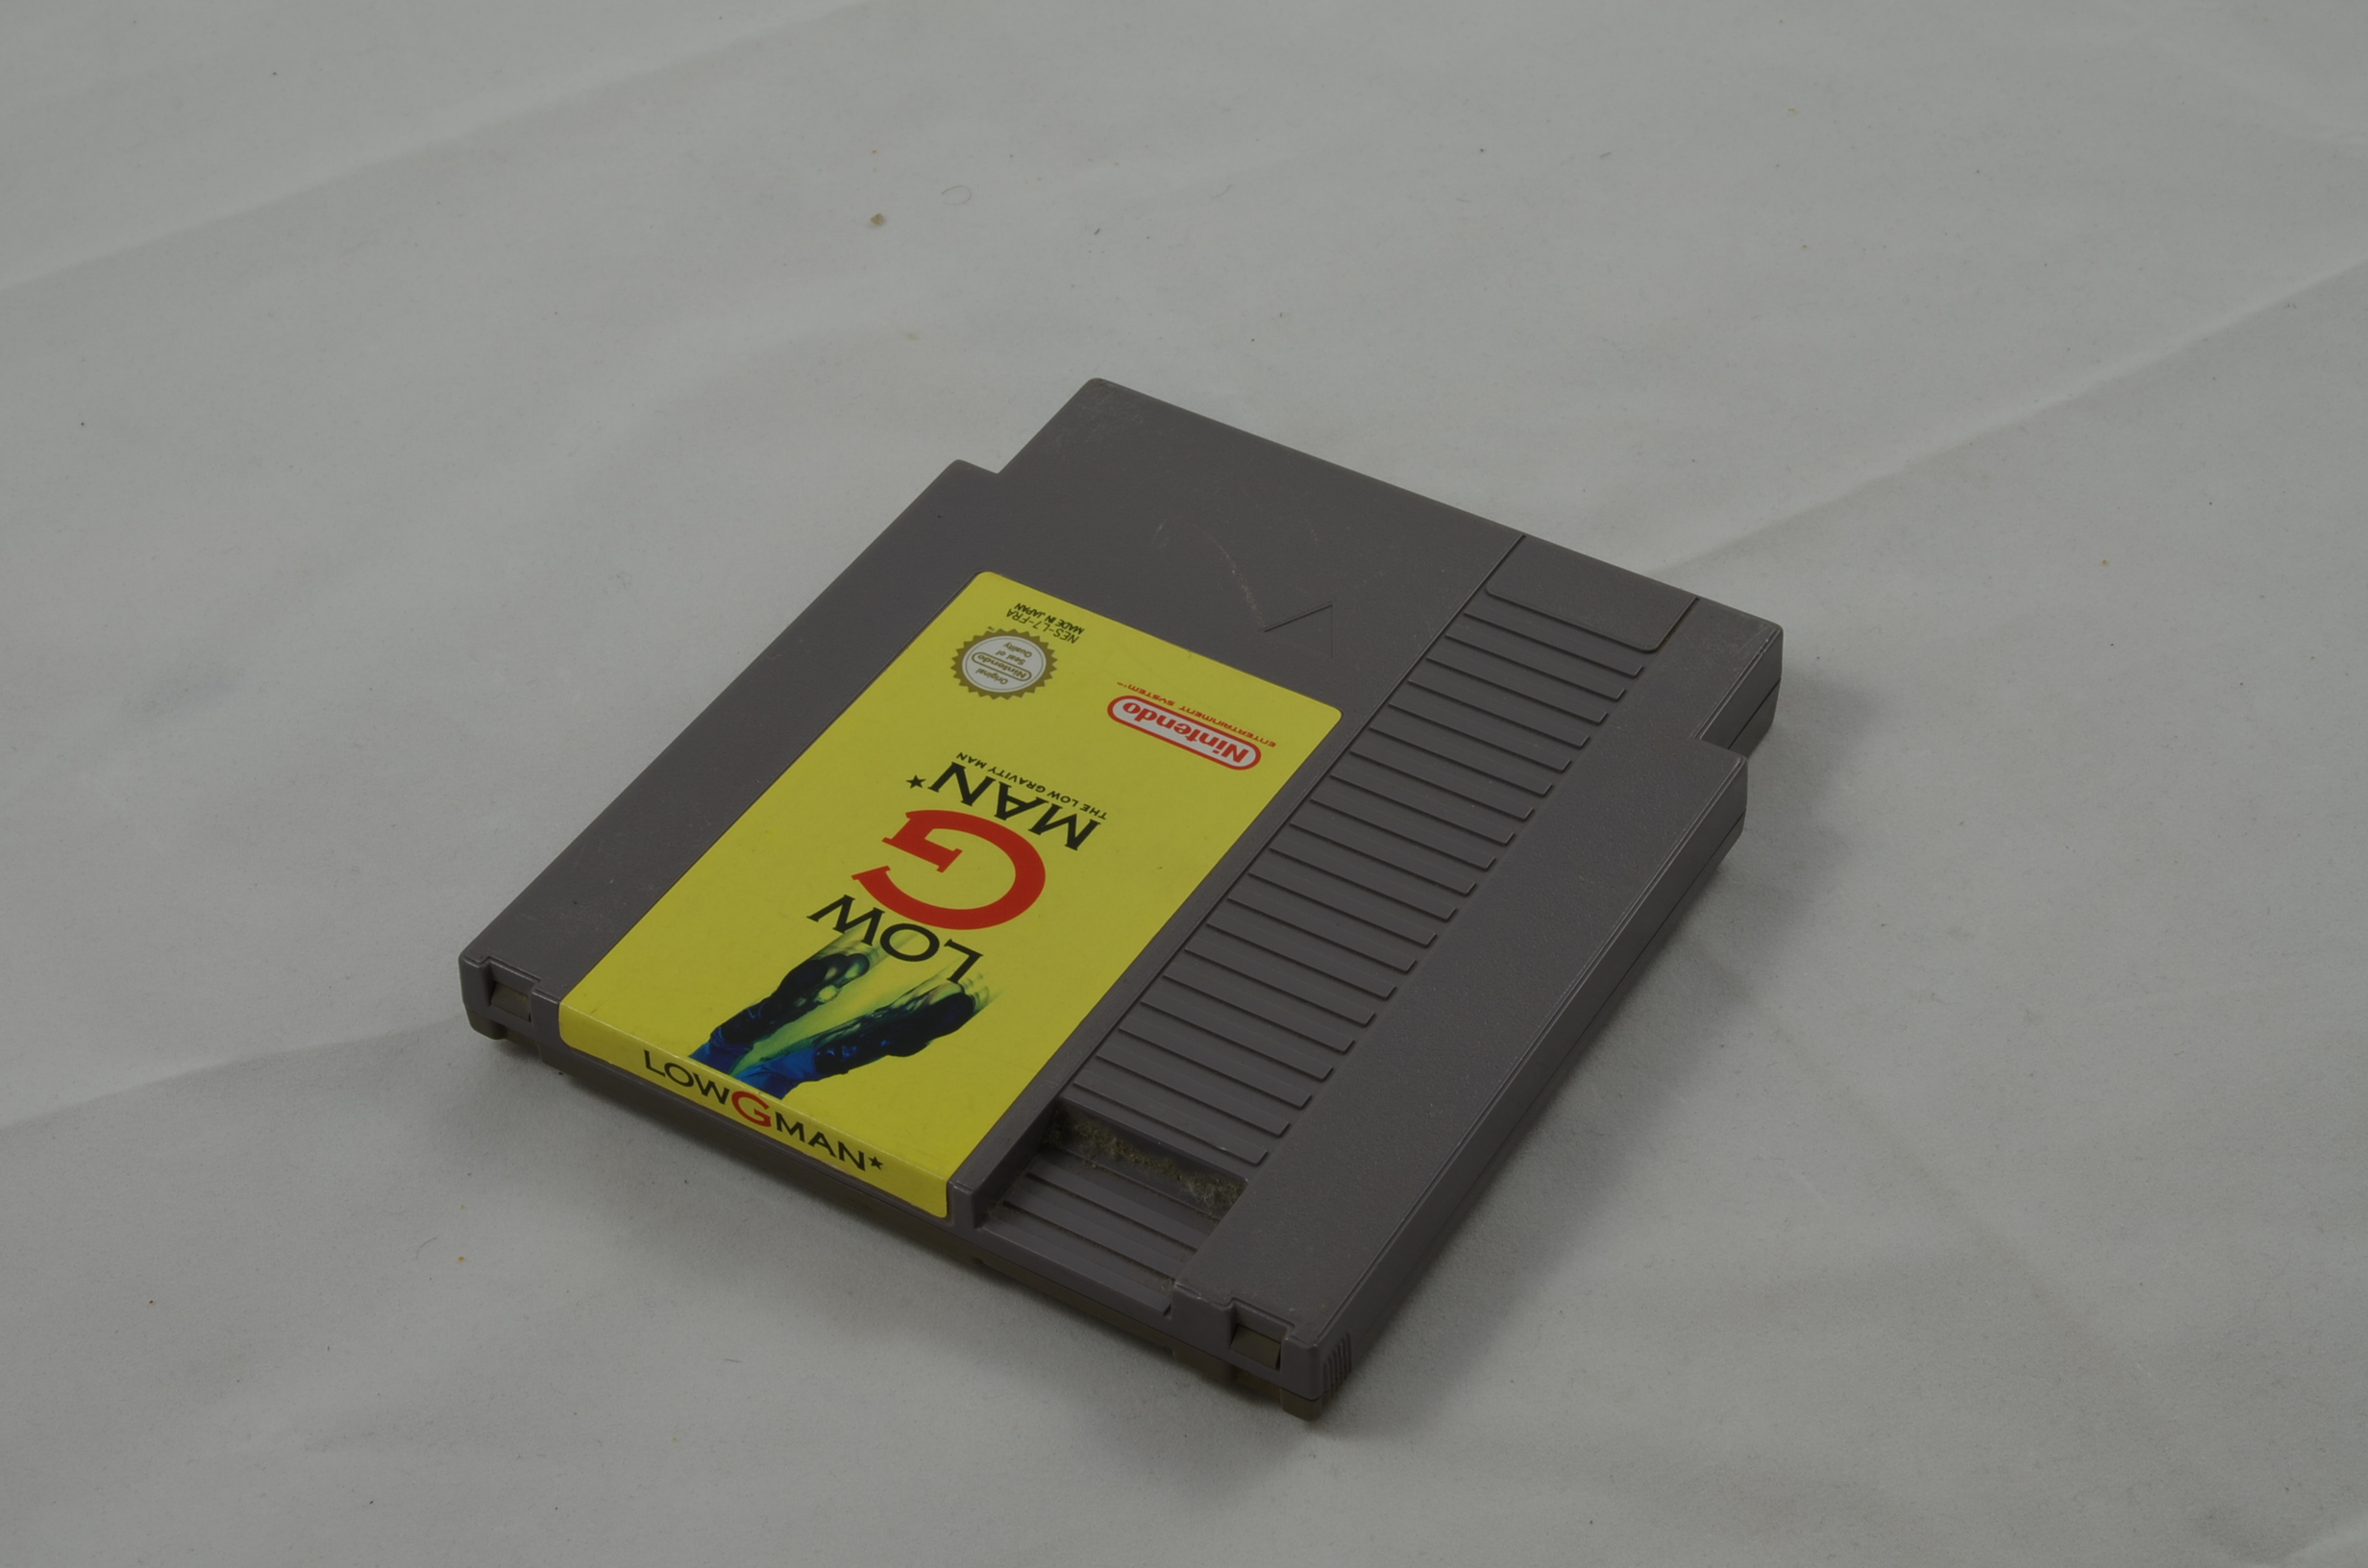 LOW
G
MAN*
THE LOW GRAVITY MAN
Nintendo
ENTERTAINMENT SYSTEM™
Original
Nintendo
Seal of
Quality
™
NES-L7-FRA
MADE IN JAPAN
LOWGMAN*